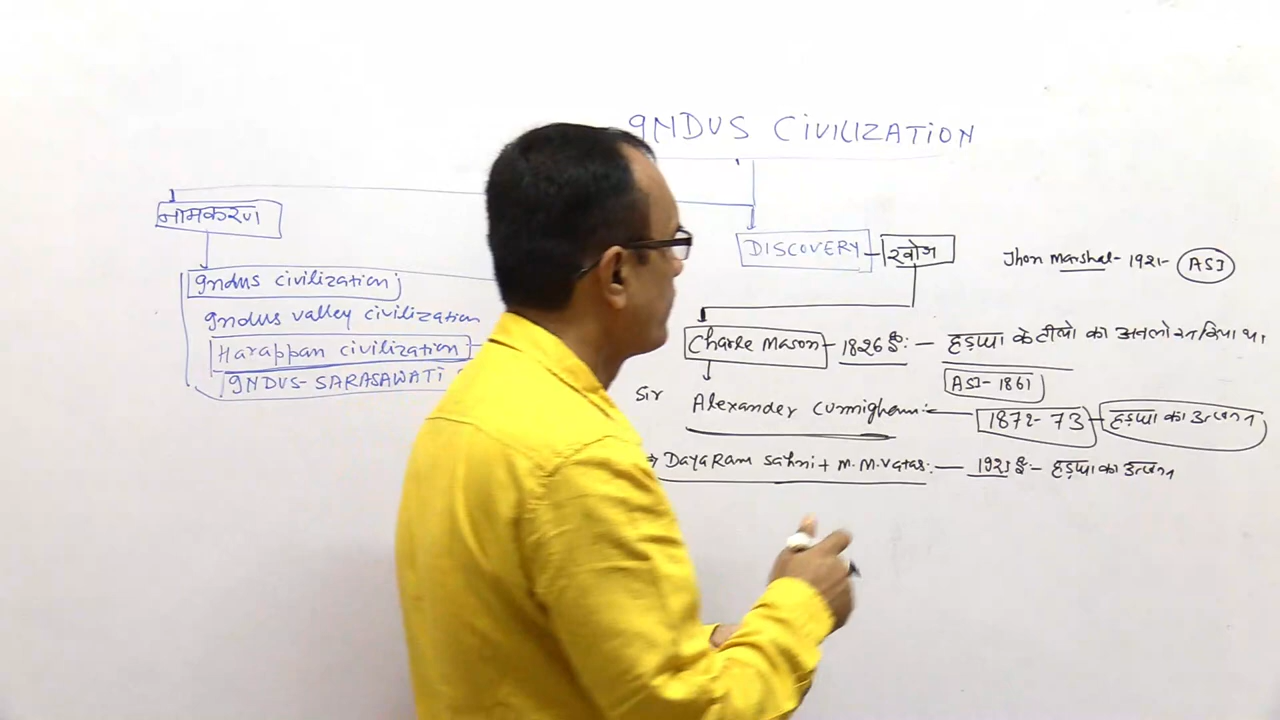 INDUS CIVILIZATION
नामकरण
Indus civilization
Indus valley civilization
Harappan civilization
INDUS-SARASAWATI
DISCOVERY - खोज
Jhon Marshal - 1921 - ASI
Charle Mason - 1826 ई: - हड़प्पा के टीलो का अवलोकन किया था
ASI - 1861
Sir Alexander Cunnigham :- 1872-73 - हड़प्पा का उत्खनन
⇒ DayaRam Sahni + M.M.Vatas: - 1921 ई - हड़प्पा का उत्खनन